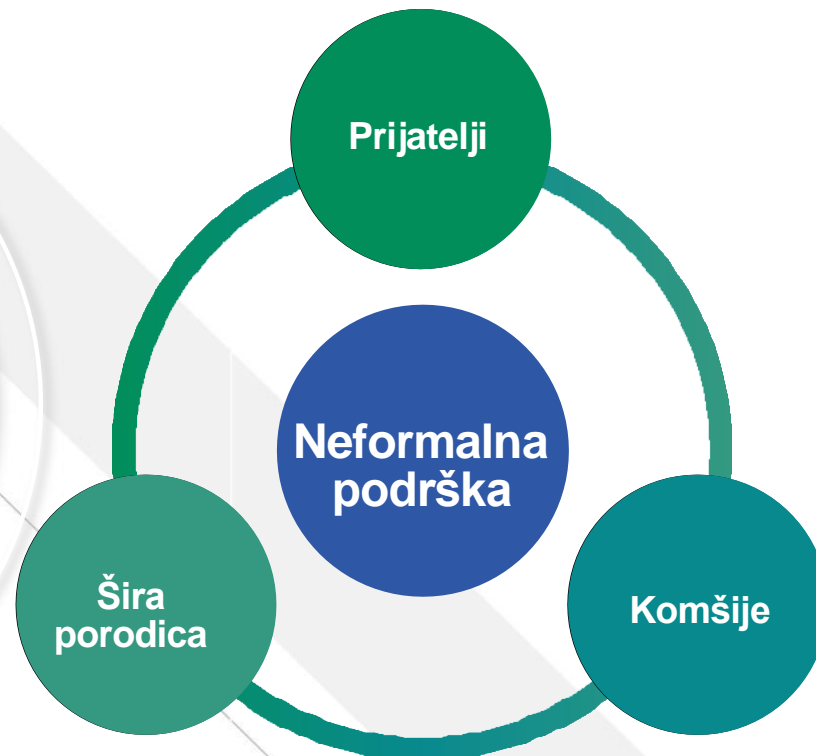 Prijatelji
Neformalna
podrška
Šira
porodica
Komšije